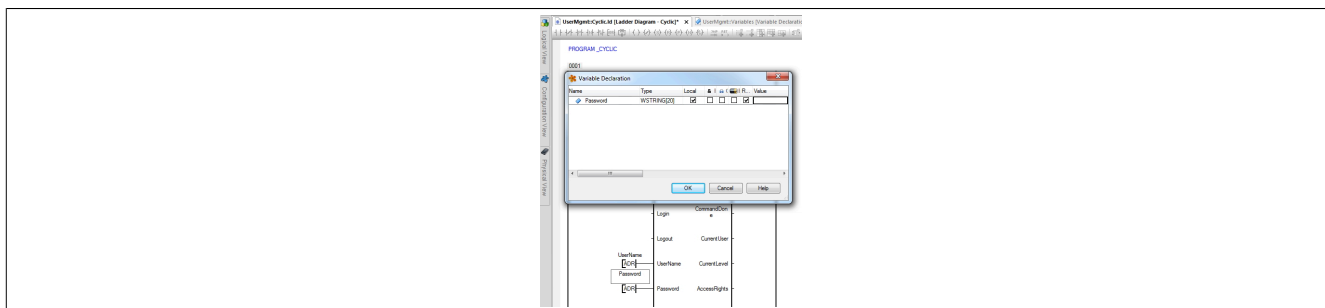 UserMgmt::Cyclic.ld [Ladder Diagram - Cyclic]* × UserMgmt::Variables [Variable Declaratio
Logical View
Configuration View
Physical View
PROGRAM _CYCLIC
0001
Variable Declaration
Name Type Local & R... Value
Password WSTRING[20]
OK Cancel Help
Login CommandDon
e
Logout CurrentUser
UserName
ADR UserName CurrentLevel
Password
ADR Password AccessRights